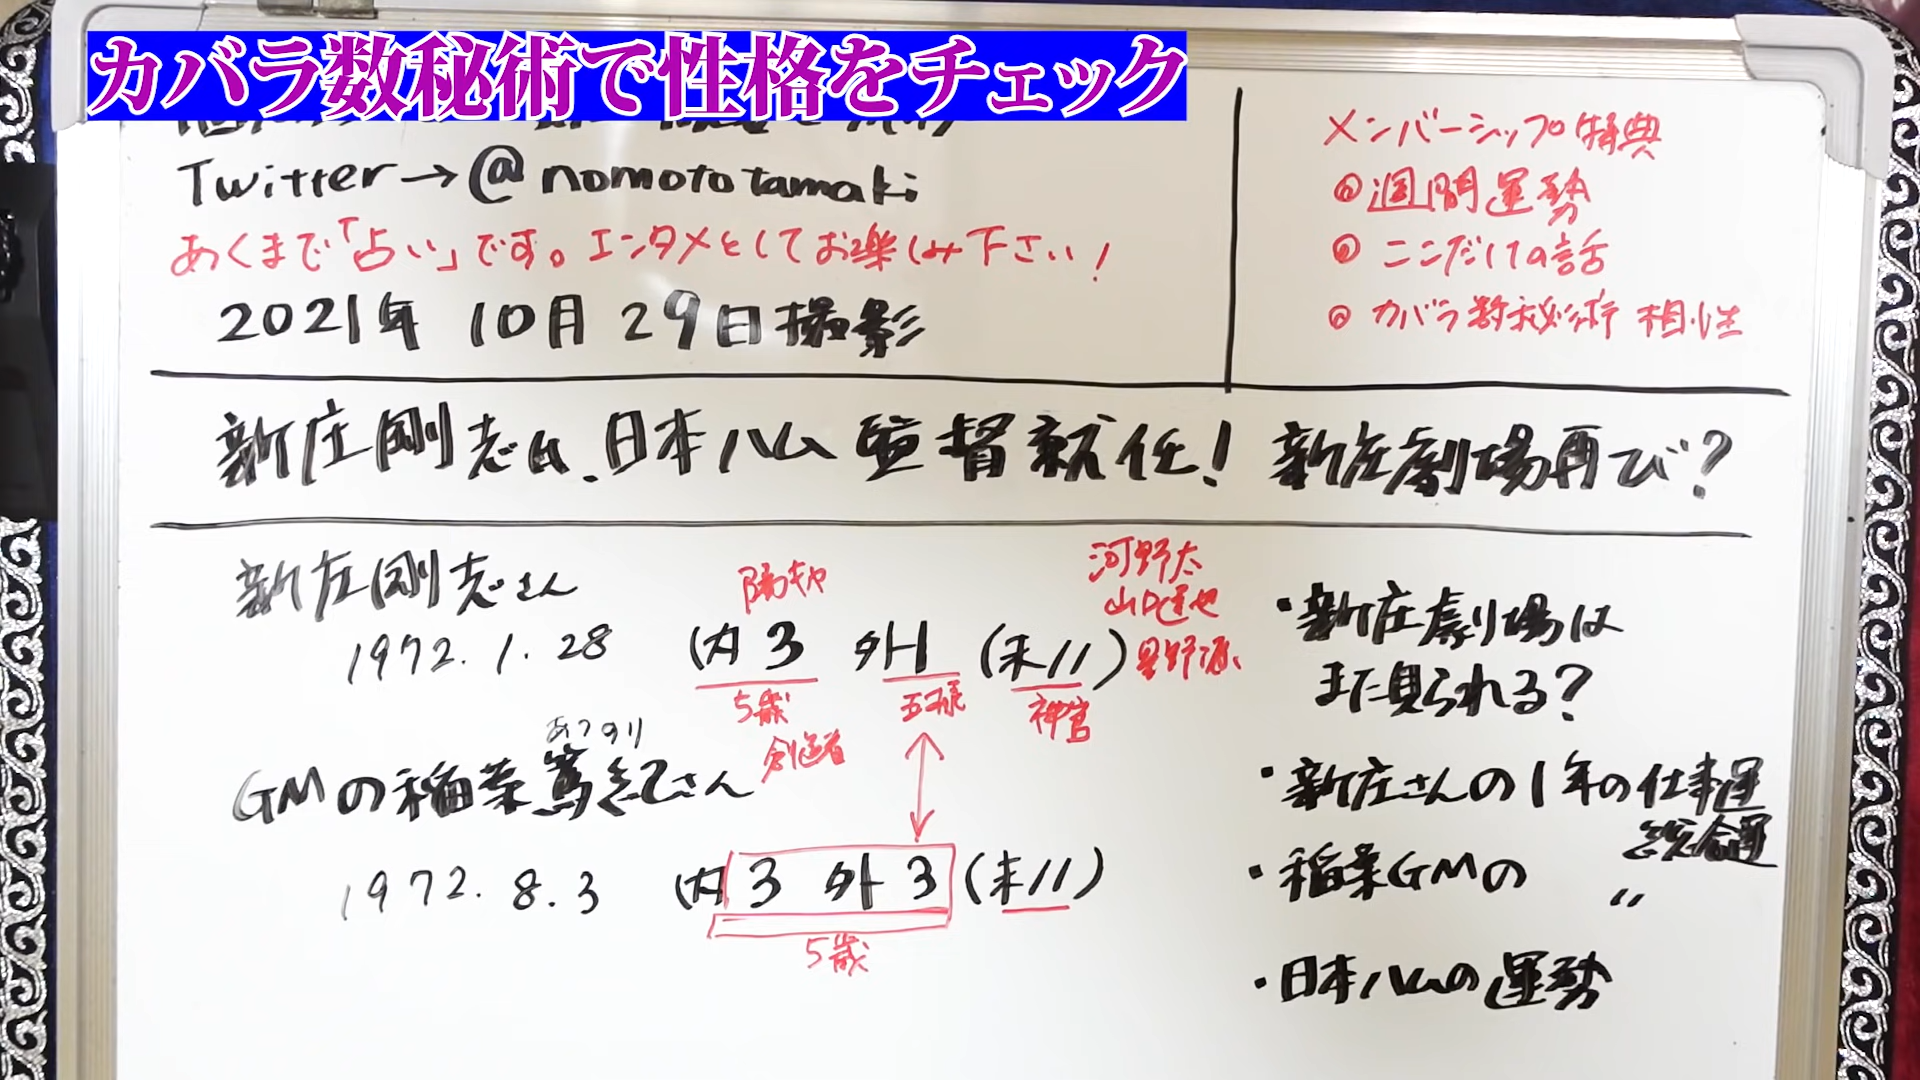 カバラ数秘術で性格をチェック
Twitter→@nomototamaki
あくまで「占い」です。エンタメとしてお楽しみ下さい！
2021年 10月 29日撮影
メンバーシップ特典
◎週間運勢
◎ここだけの話
◎カバラ数秘術 相性
新庄剛志氏、日本ハム監督就任！ 新庄劇場再び？
新庄剛志さん
陽キャ
河野太
山口達也
星野源、
1972.1.28 (内3 外1 (未11)
5歳
創造者
王子様
神官
あつのり
GMの稲葉篤紀さん
1972.8.3 (内3 外3 (未11)
5歳
・新庄劇場は
また見られる？
・新庄さんの1年の仕事運
総合運
・稲葉GMの 〃
・日本ハムの運勢